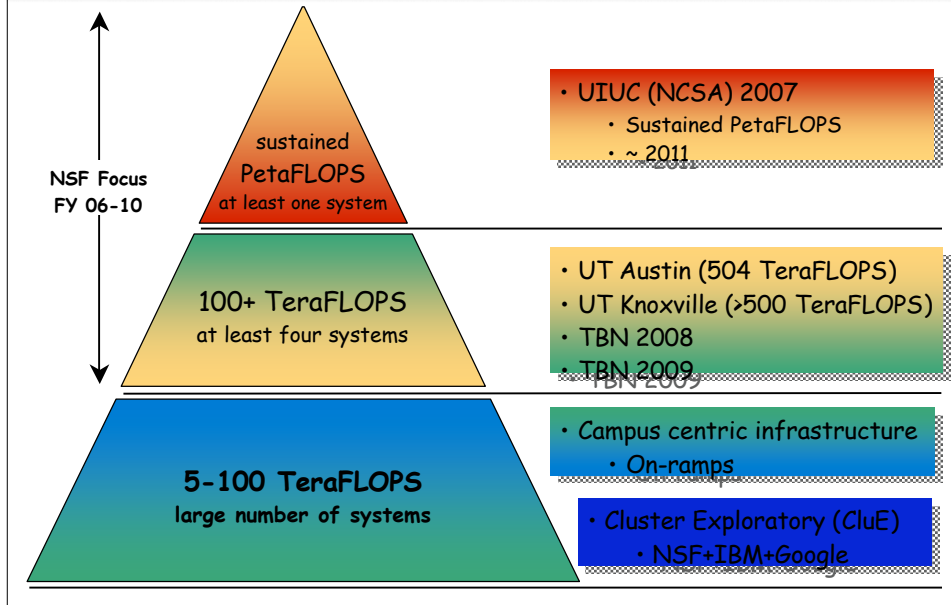 NSF Focus
FY 06-10
sustained
PetaFLOPS
at least one system
• UIUC (NCSA) 2007
• Sustained PetaFLOPS
• ~ 2011
100+ TeraFLOPS
at least four systems
• UT Austin (504 TeraFLOPS)
• UT Knoxville (>500 TeraFLOPS)
• TBN 2008
• TBN 2009
5-100 TeraFLOPS
large number of systems
• Campus centric infrastructure
• On-ramps
• Cluster Exploratory (CluE)
• NSF+IBM+Google